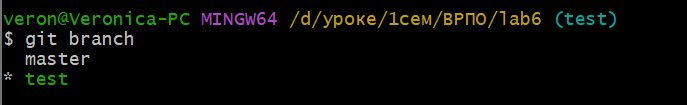 veron@Veronica-PC MINGW64 /d/уроке/1сем/ВРПО/lab6 (test)
$ git branch
  master
* test